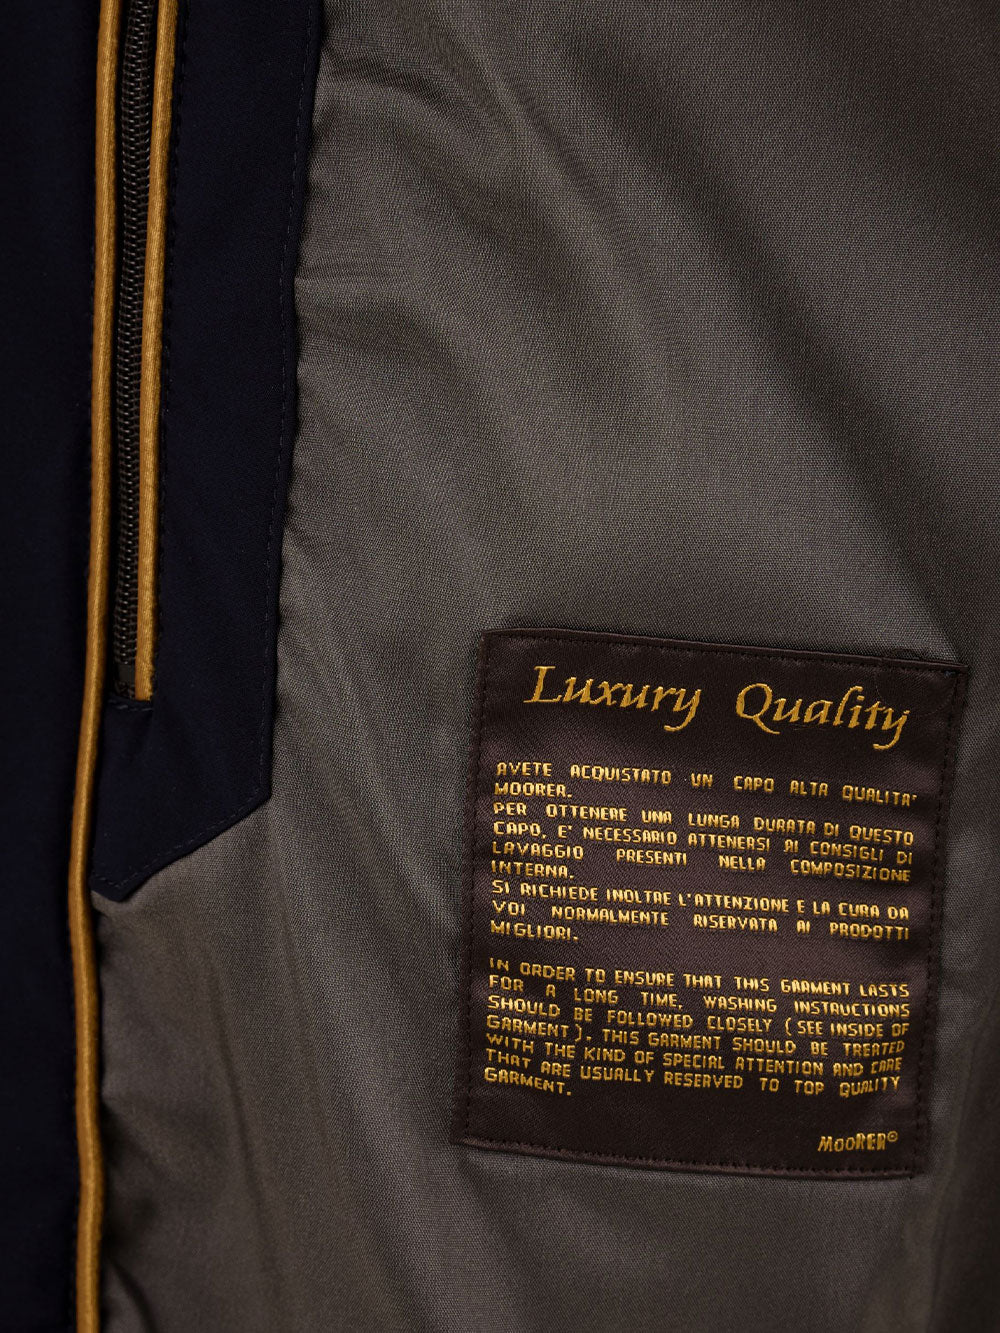 Luxury Quality
AVETE ACQUISTATO UN CAPO ALTA QUALITA'
MOORER.
PER OTTENERE UNA LUNGA DURATA DI QUESTO
CAPO, E' NECESSARIO ATTENERSI AI CONSIGLI DI
LAVAGGIO PRESENTI NELLA COMPOSIZIONE
INTERNA.
SI RICHIEDE INOLTRE L'ATTENZIONE E LA CURA DA
VOI NORMALMENTE RISERVATA AI PRODOTTI
MIGLIORI.
IN ORDER TO ENSURE THAT THIS GARMENT LASTS
FOR A LONG TIME, WASHING INSTRUCTIONS
SHOULD BE FOLLOWED CLOSELY (SEE INSIDE OF
GARMENT), THIS GARMENT SHOULD BE TREATED
WITH THE KIND OF SPECIAL ATTENTION AND CARE
THAT ARE USUALLY RESERVED TO TOP QUALITY
GARMENT.
MOORER®